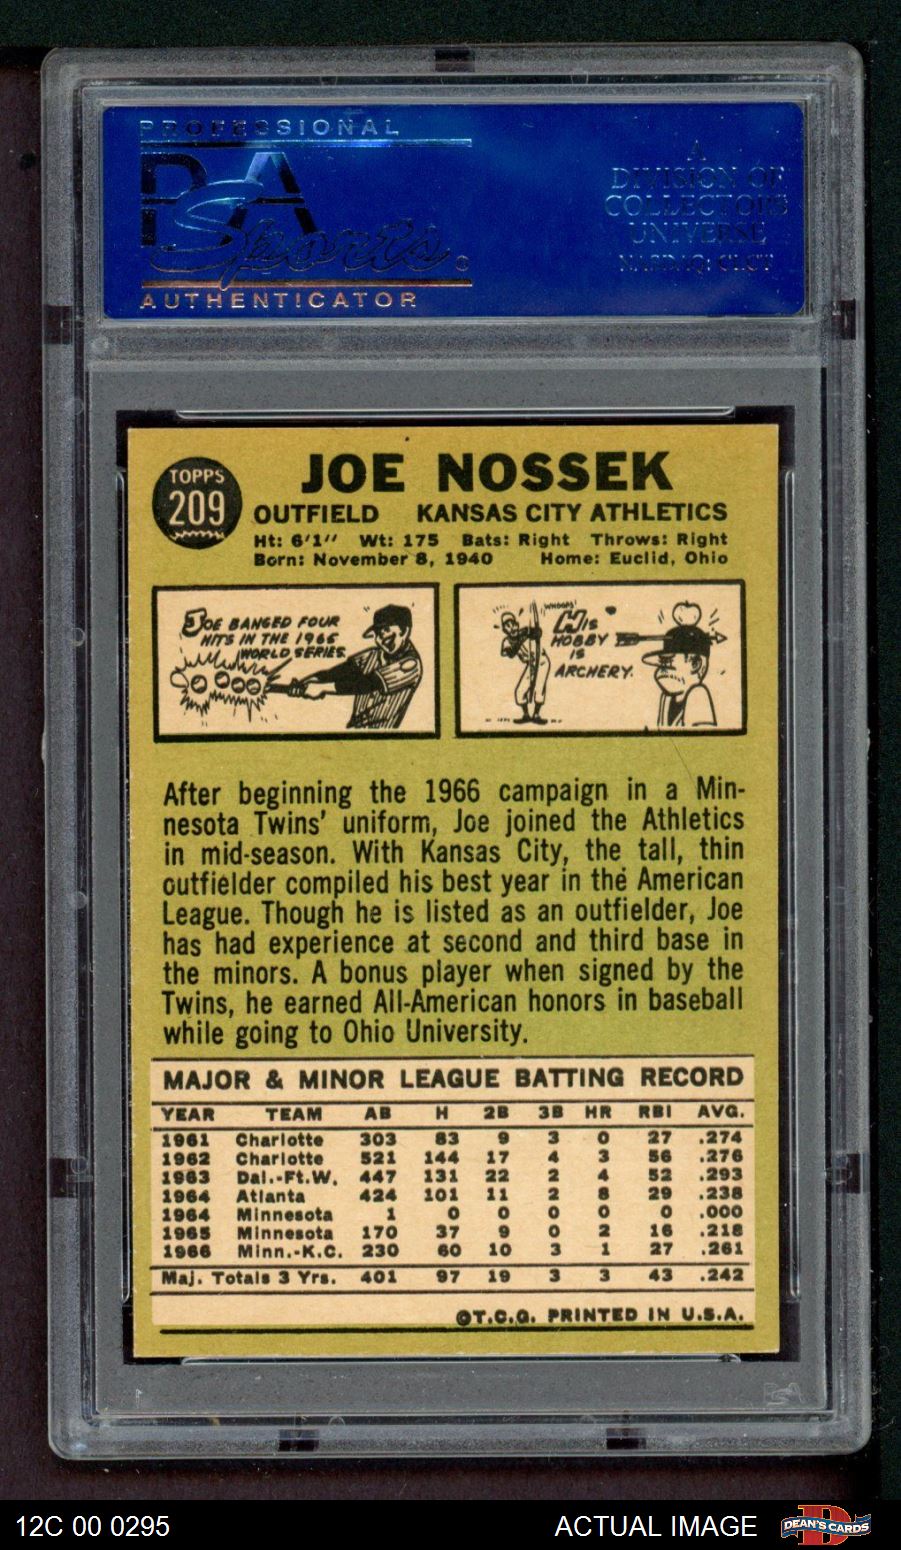 PROFESSIONAL
PSA
Sports
AUTHENTICATOR
A
DIVISION OF
COLLECTORS
UNIVERSE
NASDAQ: CLCT
TOPPS
209
JOE NOSSEK
OUTFIELD KANSAS CITY ATHLETICS
Ht: 6'1" Wt: 175 Bats: Right Throws: Right
Born: November 8, 1940 Home: Euclid, Ohio
JOE BANGED FOUR
HITS IN THE 1965
WORLD SERIES.
WHOOPS!
HIS
HOBBY
IS
ARCHERY.
After beginning the 1966 campaign in a Min-
nesota Twins' uniform, Joe joined the Athletics
in mid-season. With Kansas City, the tall, thin
outfielder compiled his best year in the American
League. Though he is listed as an outfielder, Joe
has had experience at second and third base in
the minors. A bonus player when signed by the
Twins, he earned All-American honors in baseball
while going to Ohio University.
MAJOR & MINOR LEAGUE BATTING RECORD
YEAR TEAM AB H 2B 3B HR RBI AVG.
1961 Charlotte 303 83 9 3 0 27 .274
1962 Charlotte 521 144 17 4 3 56 .276
1963 Dal.-Ft.W. 447 131 22 2 4 52 .293
1964 Atlanta 424 101 11 2 8 29 .238
1964 Minnesota 1 0 0 0 0 0 .000
1965 Minnesota 170 37 9 0 2 16 .218
1966 Minn.-K.C. 230 60 10 3 1 27 .261
Maj. Totals 3 Yrs. 401 97 19 3 3 43 .242
©T.C.G. PRINTED IN U.S.A.
PSA
12C 00 0295
ACTUAL IMAGE
DEAN'S CARDS